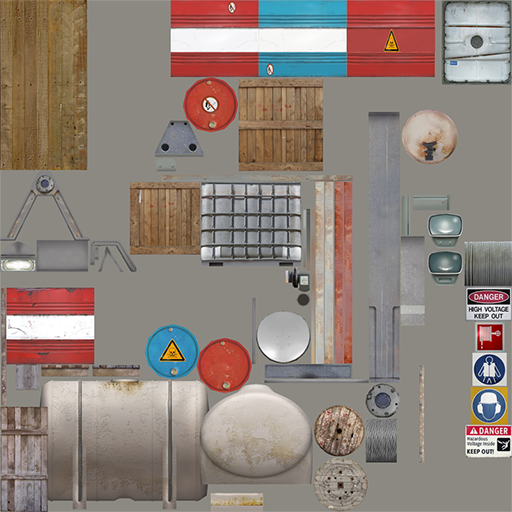 DANGER
HIGH VOLTAGE
KEEP OUT
DANGER
Hazardous
Voltage Inside
KEEP OUT!